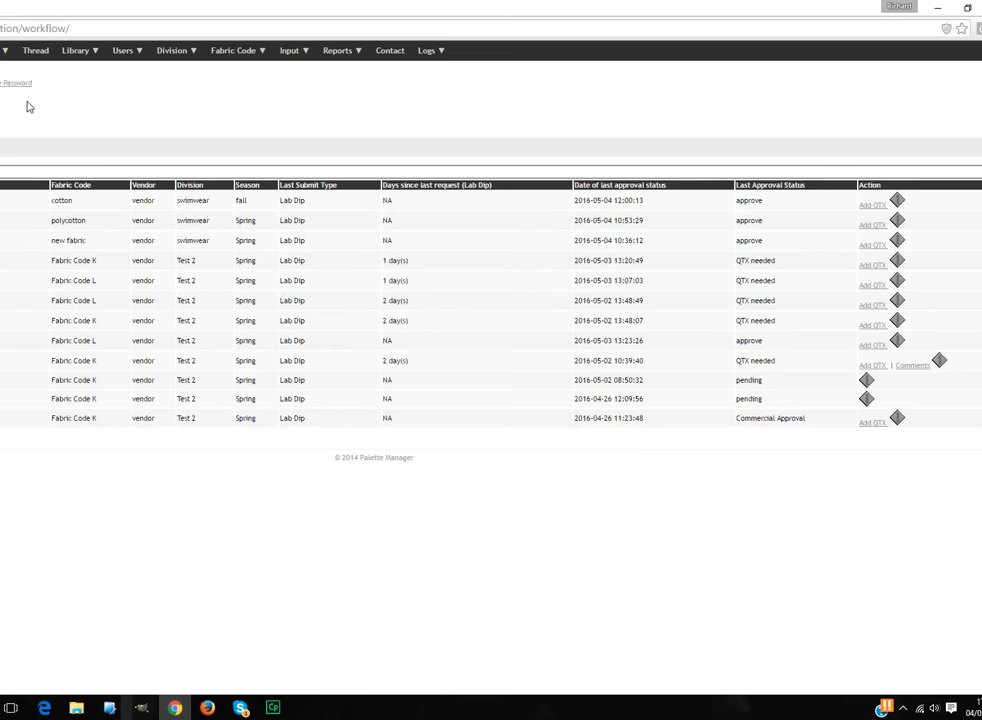 Richard
tion/workflow/
▼ Thread Library ▼ Users ▼ Division ▼ Fabric Code ▼ Input ▼ Reports ▼ Contact Logs ▼
e Password
Fabric Code Vendor Division Season Last Submit Type Days since last request (Lab Dip) Date of last approval status Last Approval Status Action
cotton vendor swimwear fall Lab Dip NA 2016-05-04 12:00:13 approve Add QTX
polycotton vendor swimwear Spring Lab Dip NA 2016-05-04 10:53:29 approve Add QTX
new fabric vendor swimwear Spring Lab Dip NA 2016-05-04 10:36:12 approve Add QTX
Fabric Code K vendor Test 2 Spring Lab Dip 1 day(s) 2016-05-03 13:20:49 QTX needed Add QTX
Fabric Code L vendor Test 2 Spring Lab Dip 1 day(s) 2016-05-03 13:07:03 QTX needed Add QTX
Fabric Code L vendor Test 2 Spring Lab Dip 2 day(s) 2016-05-02 13:48:49 QTX needed Add QTX
Fabric Code K vendor Test 2 Spring Lab Dip 2 day(s) 2016-05-02 13:48:07 QTX needed Add QTX
Fabric Code L vendor Test 2 Spring Lab Dip NA 2016-05-02 13:23:26 approve Add QTX
Fabric Code K vendor Test 2 Spring Lab Dip 2 day(s) 2016-05-02 10:39:40 QTX needed Add QTX | Comments
Fabric Code K vendor Test 2 Spring Lab Dip NA 2016-05-02 08:50:32 pending
Fabric Code K vendor Test 2 Spring Lab Dip NA 2016-04-26 12:09:56 pending
Fabric Code K vendor Test 2 Spring Lab Dip NA 2016-04-26 11:23:48 Commercial Approval Add QTX
© 2014 Palette Manager
Cp
1
04/0